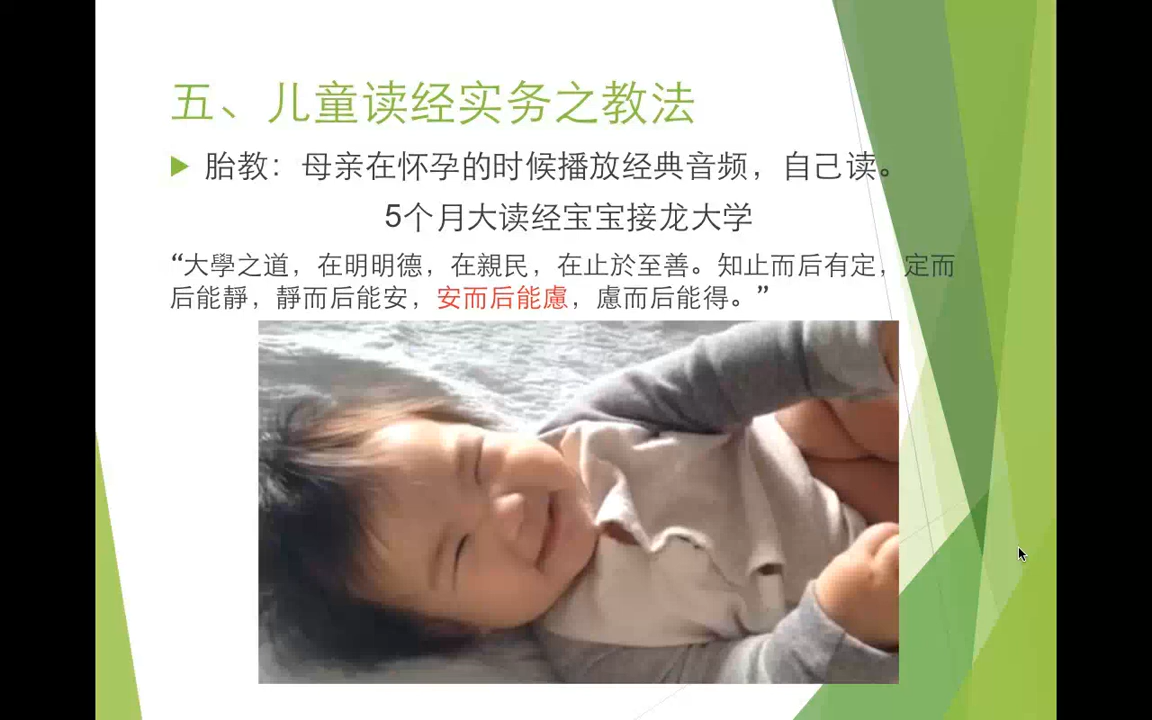 五、儿童读经实务之教法
胎教：母亲在怀孕的时候播放经典音频，自己读。
5个月大读经宝宝接龙大学
“大學之道，在明明德，在親民，在止於至善。知止而后有定，定而
后能靜，靜而后能安，安而后能慮，慮而后能得。”